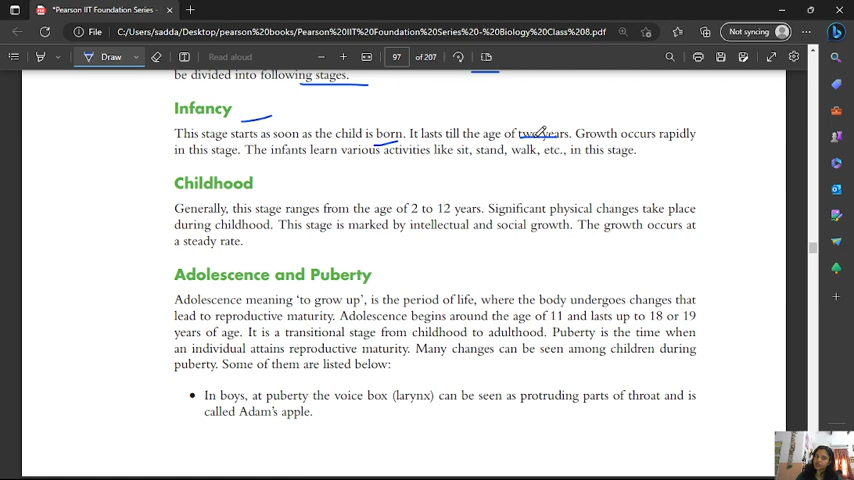 *Pearson IIT Foundation Series -
File
C:/Users/sadda/Desktop/pearson%20books/Pearson%20IIT%20Foundation%20Series%20-%20Biology%20Class%208.pdf
Not syncing
Draw
Read aloud
97 of 207
be divided into following stages.
Infancy
This stage starts as soon as the child is born. It lasts till the age of two years. Growth occurs rapidly
in this stage. The infants learn various activities like sit, stand, walk, etc., in this stage.
Childhood
Generally, this stage ranges from the age of 2 to 12 years. Significant physical changes take place
during childhood. This stage is marked by intellectual and social growth. The growth occurs at
a steady rate.
Adolescence and Puberty
Adolescence meaning ‘to grow up’, is the period of life, where the body undergoes changes that
lead to reproductive maturity. Adolescence begins around the age of 11 and lasts up to 18 or 19
years of age. It is a transitional stage from childhood to adulthood. Puberty is the time when
an individual attains reproductive maturity. Many changes can be seen among children during
puberty. Some of them are listed below:
• In boys, at puberty the voice box (larynx) can be seen as protruding parts of throat and is
called Adam’s apple.